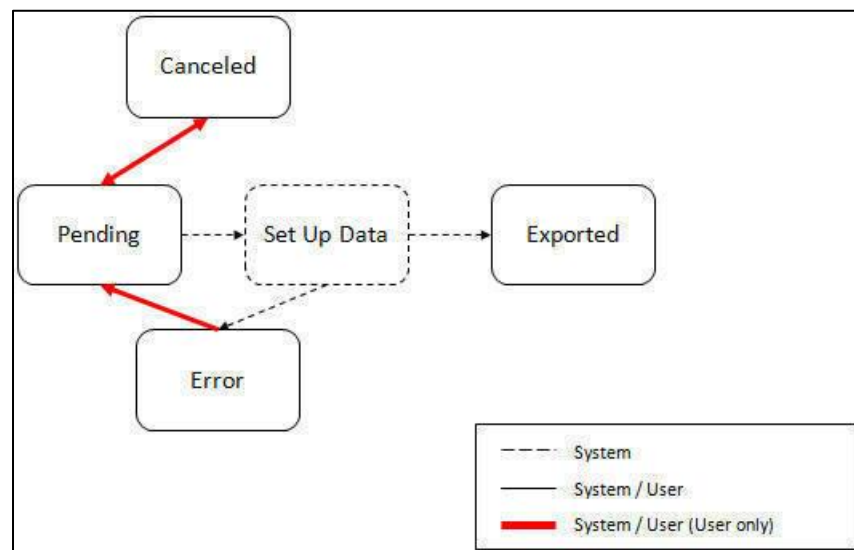 Canceled
Pending
Set Up Data
Exported
Error
System
System / User
System / User (User only)